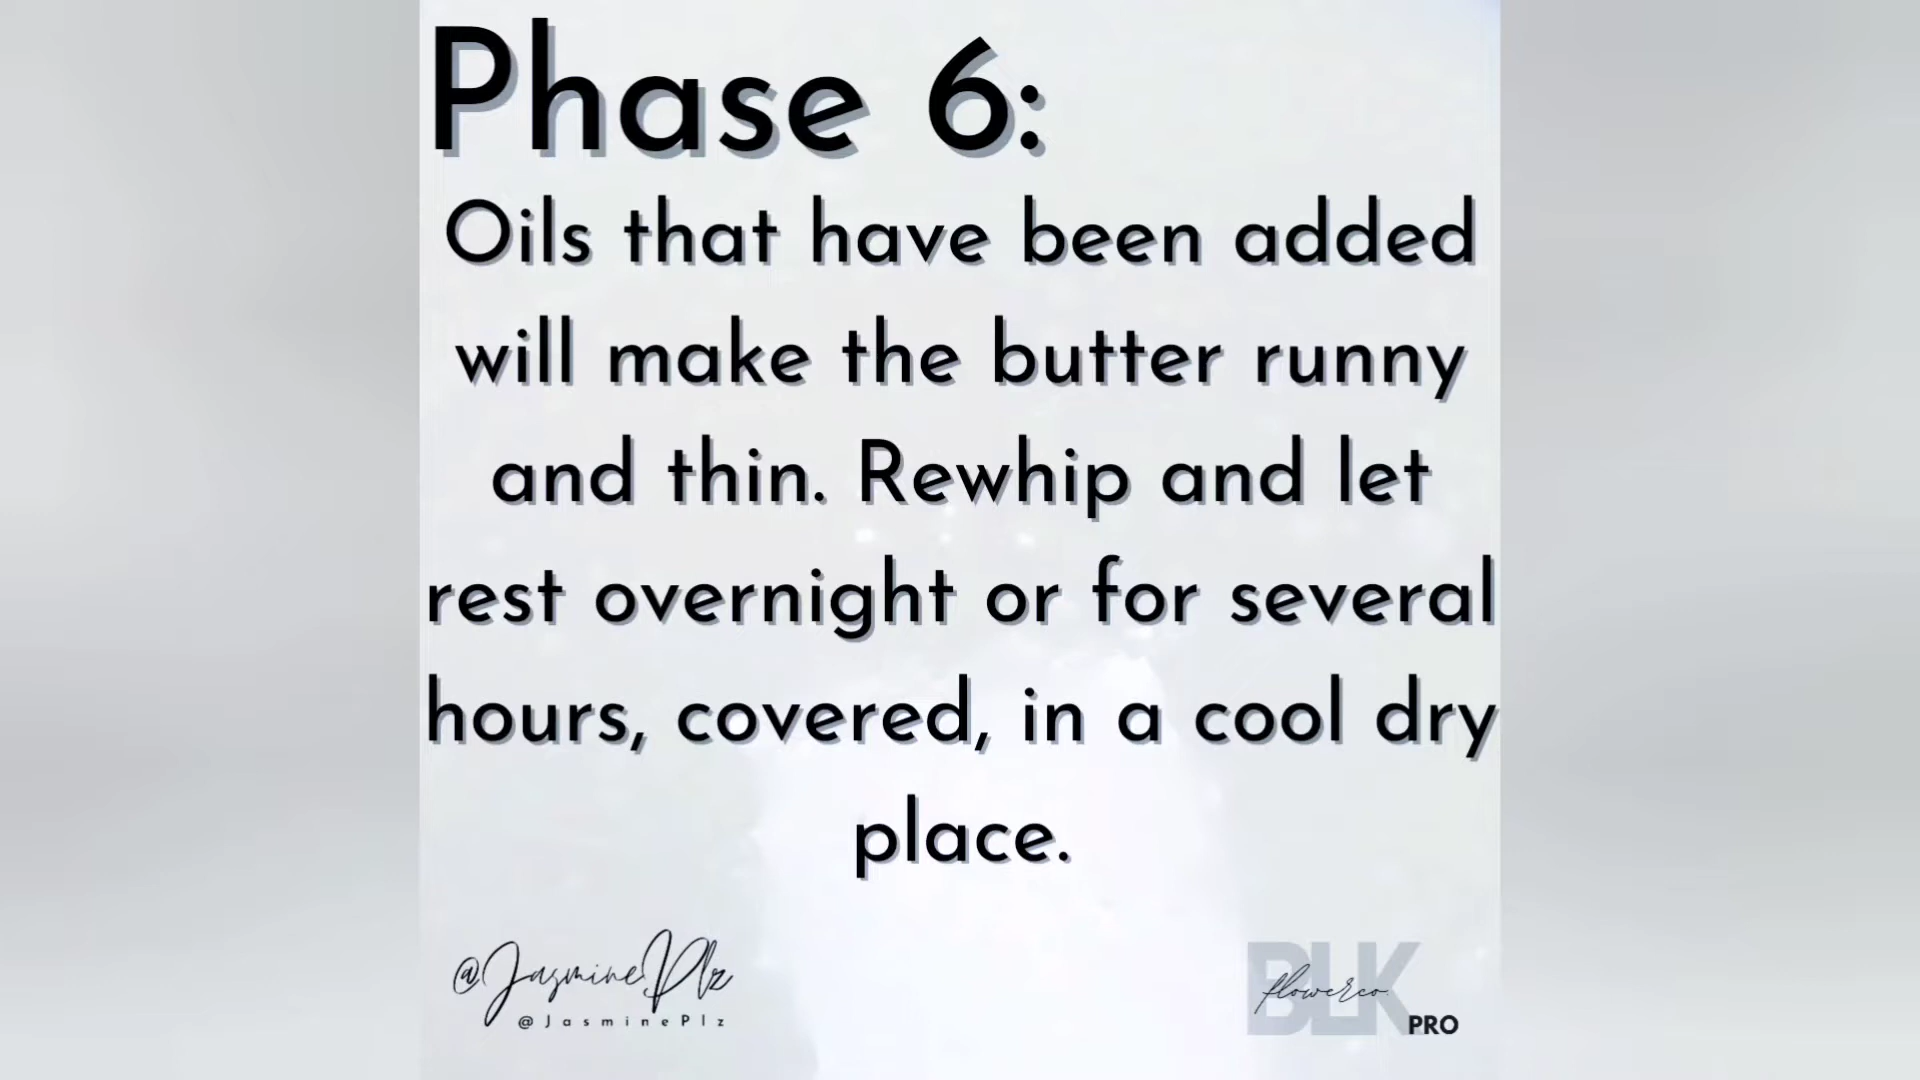 Phase 6:
Oils that have been added
will make the butter runny
and thin. Rewhip and let
rest overnight or for several
hours, covered, in a cool dry
place.
@JasminePlz
@JasminePlz
BLK
flowerco.
PRO